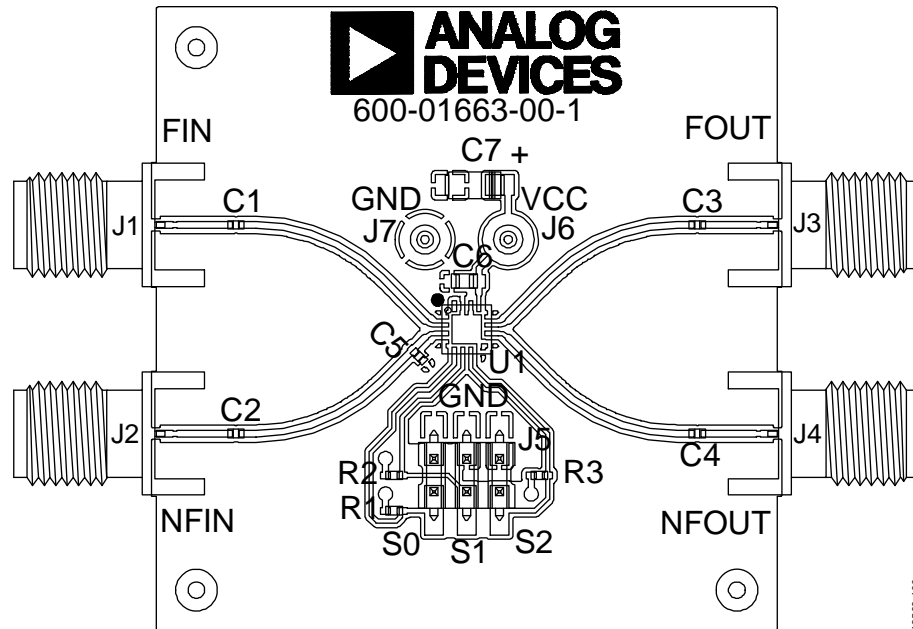 ANALOG
DEVICES
600-01663-00-1
FIN
FOUT
C7 +
GND
VCC
C1
C3
J1
J7
J6
J3
C6
C5
U1
GND
C2
J2
J5
C4
J4
R2
R3
R1
NFIN
NFOUT
S0
S1
S2